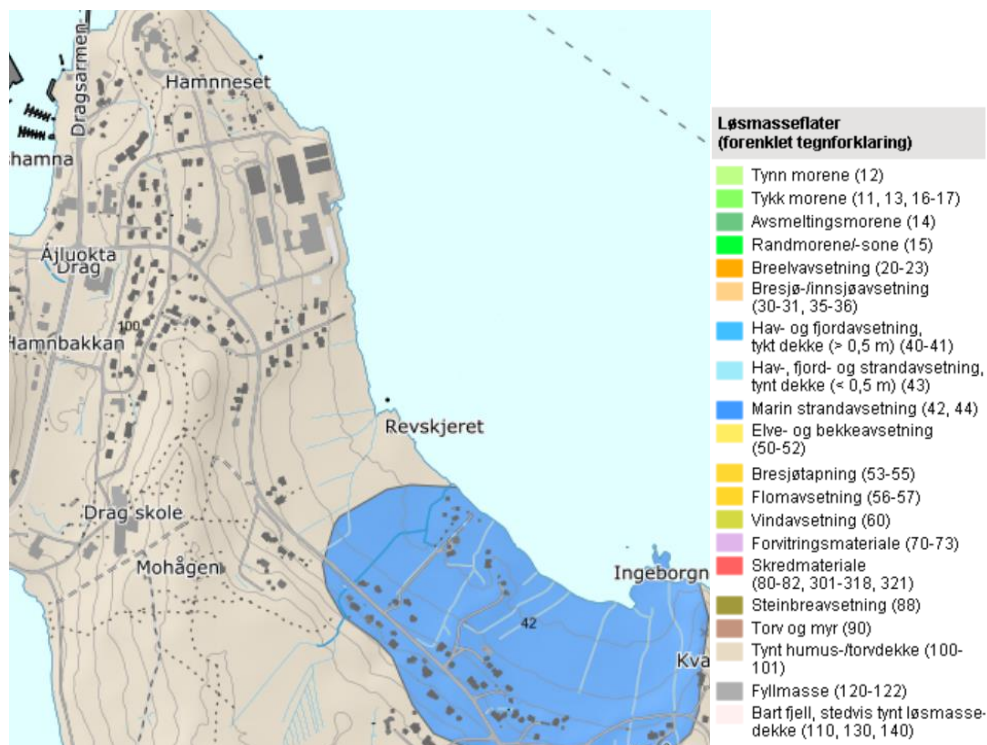 Hamnneset
Dragsarmen
shamna
Ájluokta
Drag
100
Hamnbakkan
Revskjeret
Drag skole
Mohågen
Ingeborgn
42
Kva
Løsmasseflater
(forenklet tegnforklaring)
Tynn morene (12)
Tykk morene (11, 13, 16-17)
Avsmeltingsmorene (14)
Randmorene/-sone (15)
Breelvavsetning (20-23)
Bresjø-/innsjøavsetning
(30-31, 35-36)
Hav- og fjordavsetning,
tykt dekke (> 0,5 m) (40-41)
Hav-, fjord- og strandavsetning,
tynt dekke (< 0,5 m) (43)
Marin strandavsetning (42, 44)
Elve- og bekkeavsetning
(50-52)
Bresjøtapning (53-55)
Flomavsetning (56-57)
Vindavsetning (60)
Forvitringsmateriale (70-73)
Skredmateriale
(80-82, 301-318, 321)
Steinbreavsetning (88)
Torv og myr (90)
Tynt humus-/torvdekke (100-
101)
Fyllmasse (120-122)
Bart fjell, stedvis tynt løsmasse-
dekke (110, 130, 140)